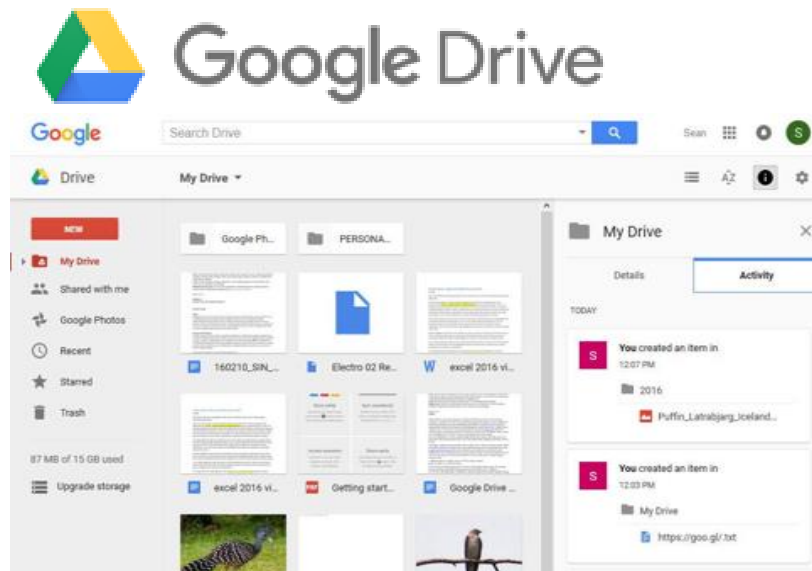 Google Drive
Google
Search Drive
Sean
S
Drive
My Drive
NEW
My Drive
Shared with me
Google Photos
Recent
Starred
Trash
87 MB of 15 GB used
Upgrade storage
Google Ph...
PERSONA...
160210_SIN_...
Electro 02 Re...
W excel 2016 vi...
excel 2016 vi...
PDF Getting start...
Google Drive ...
My Drive
Details
Activity
TODAY
S
You created an item in
12:07 PM
2016
Puffin_Latrabjarg_Iceland...
S
You created an item in
12:03 PM
My Drive
https://goo.gl/.txt